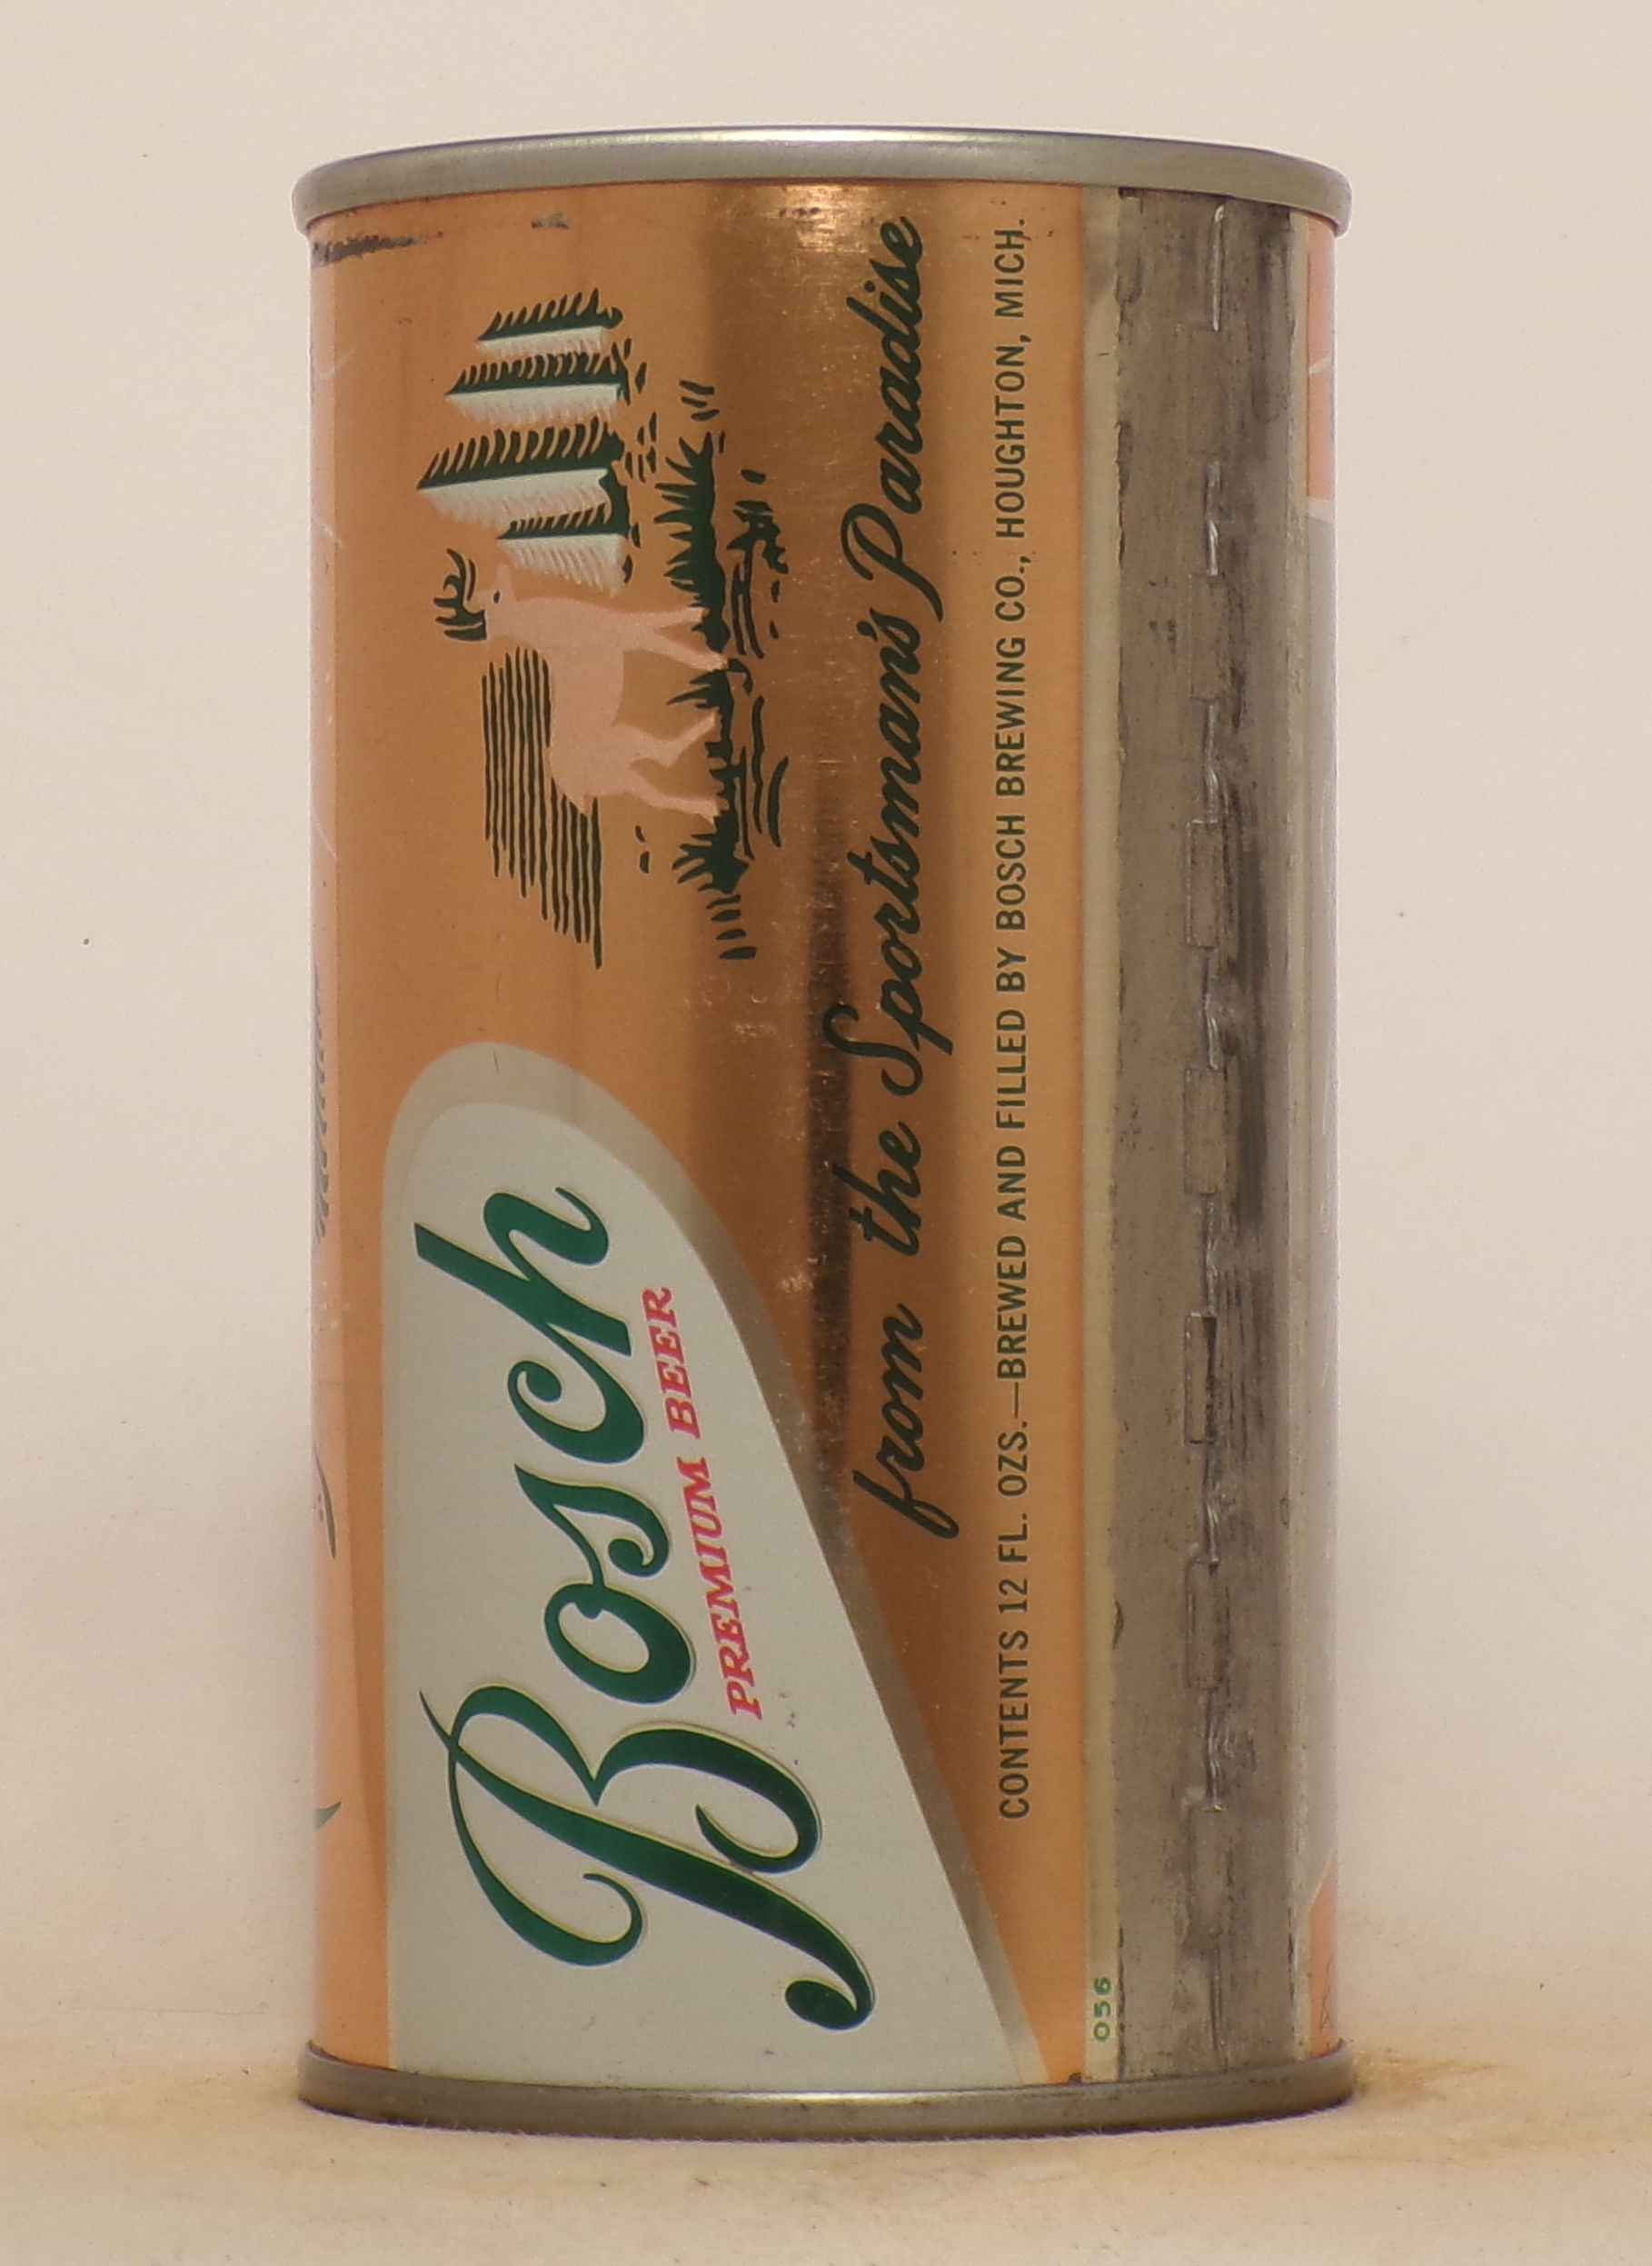 Bosch
PREMIUM BEER
from the Sportsman's Paradise
CONTENTS 12 FL. OZS.—BREWED AND FILLED BY BOSCH BREWING CO., HOUGHTON, MICH.
056